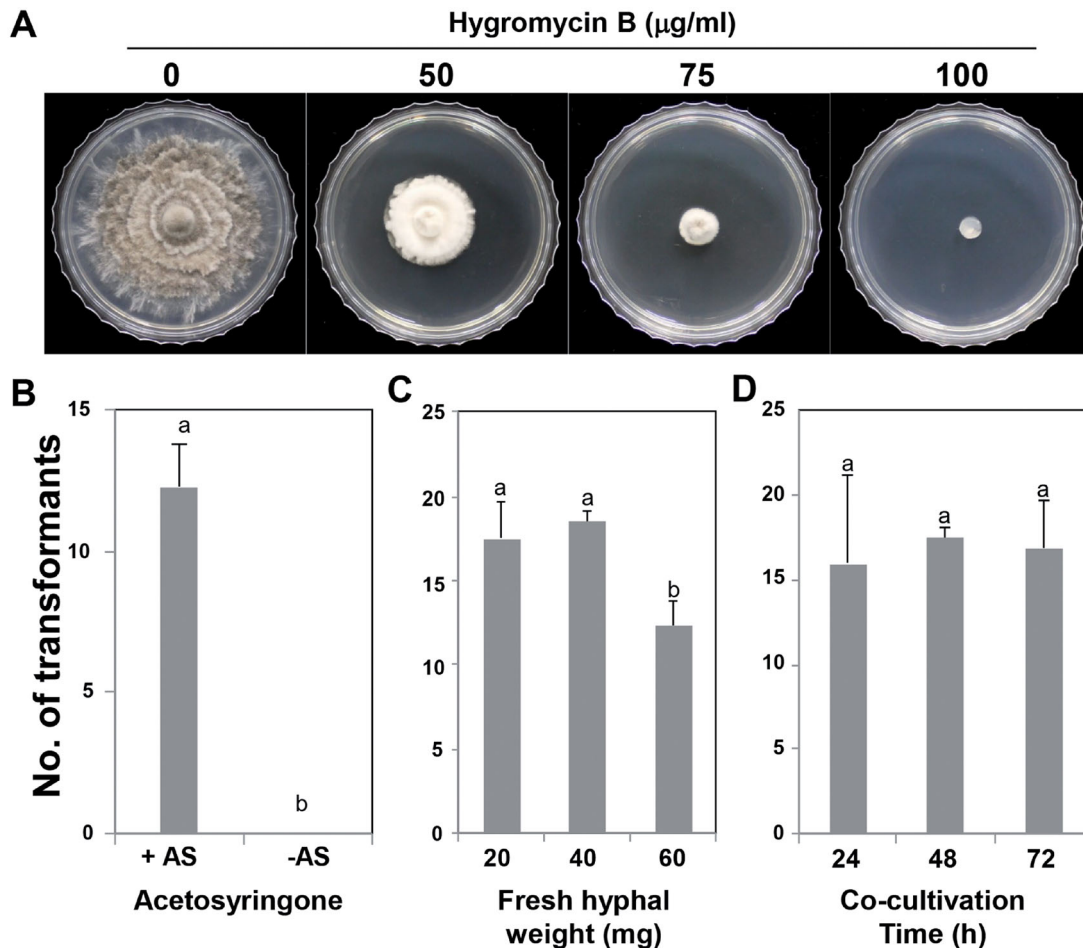 A
Hygromycin B (μg/ml)
0 50 75 100
B
C
D
No. of transformants
15
10
5
0
a
b
+ AS -AS
Acetosyringone
25
20
15
10
5
0
a
a
b
20 40 60
Fresh hyphal
weight (mg)
25
20
15
10
5
0
a
a
a
24 48 72
Co-cultivation
Time (h)